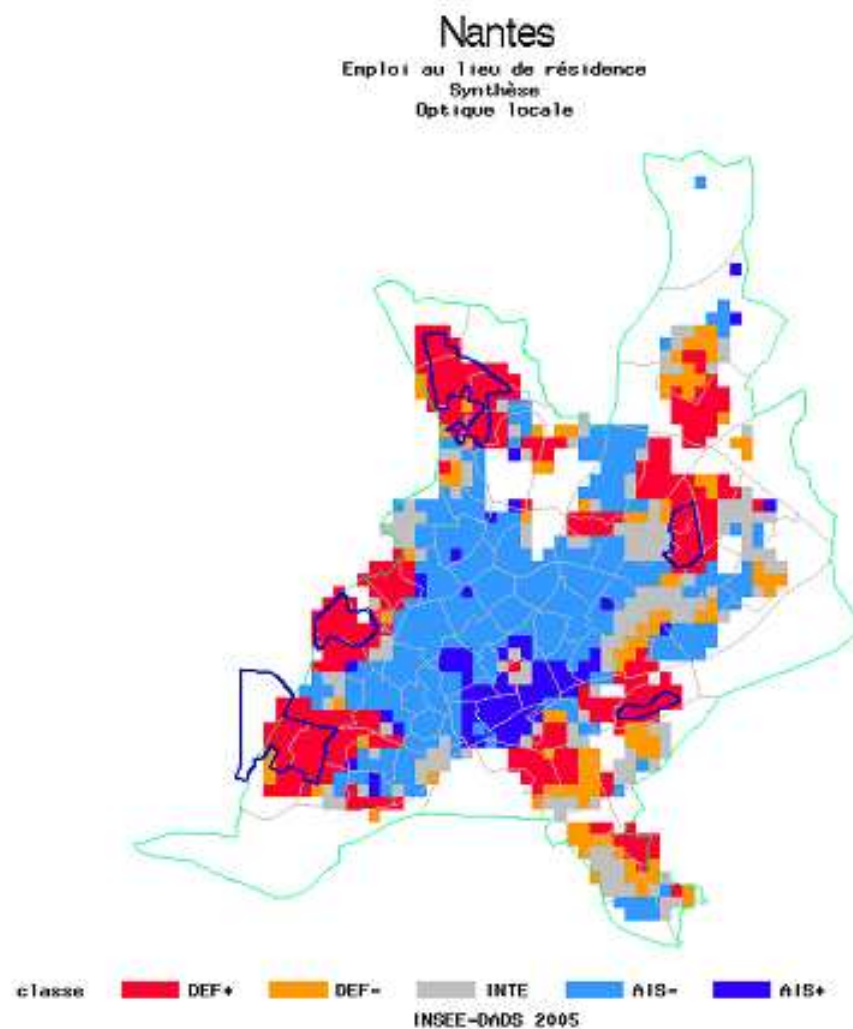 Nantes
Emploi au lieu de résidence
Synthèse
Optique locale
classe DEF+ DEF- INTE AIS- AIS+
INSEE-DADS 2005